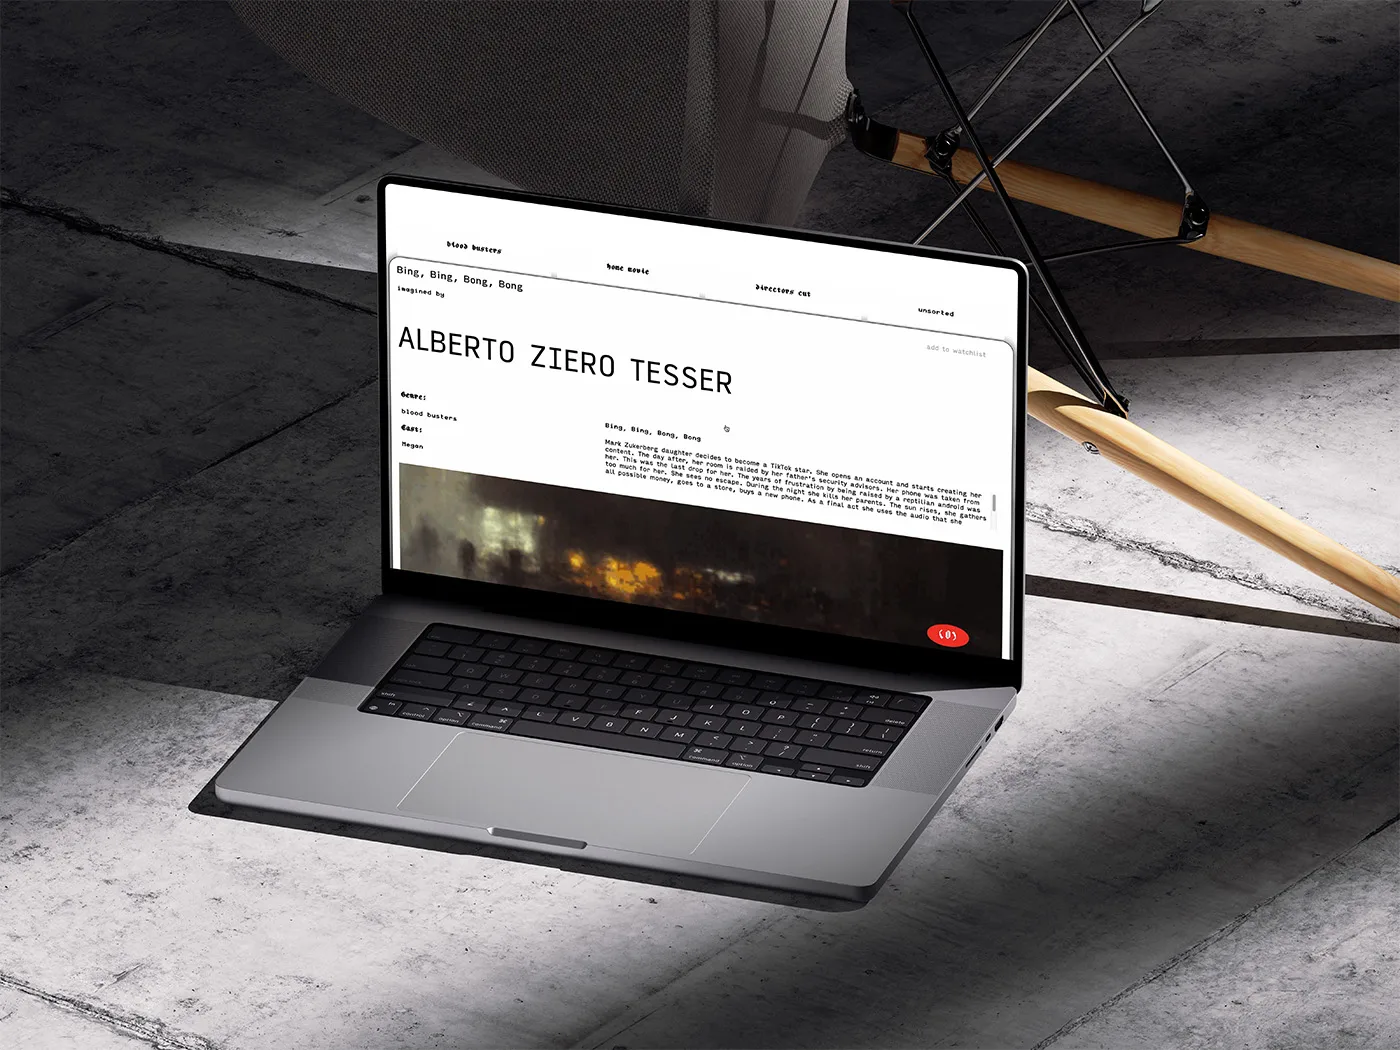 blood busters
home movie
directors cut
unsorted
Bing, Bing, Bong, Bong
imagined by
add to watchlist
ALBERTO ZIERO TESSER
Genre:
blood busters
Cast:
Megan
Bing, Bing, Bong, Bong
Mark Zukerberg daughter decides to become a TikTok star. She opens an account and starts creating her
content. The day after, her room is raided by her father's security advisors. Her phone was taken from
her. This was the last drop for her. The years of frustration by being raised by a reptilian android was
too much for her. She sees no escape. During the night she kills her parents. The sun rises, she gathers
all possible money, goes to a store, buys a new phone. As a final act she uses the audio that she
(0)
delete
return
shift
shift
fn
control
option
command
command
option